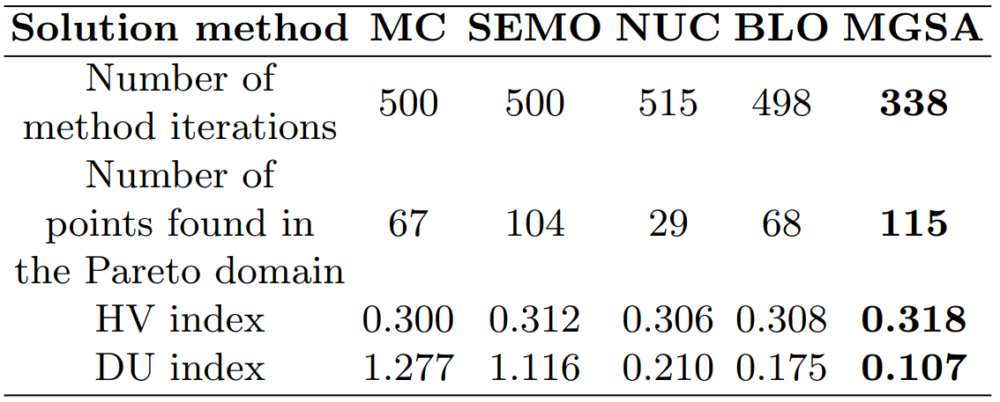 Solution method MC SEMO NUC BLO MGSA
Number of
method iterations 500 500 515 498 338
Number of
points found in 67 104 29 68 115
the Pareto domain
HV index 0.300 0.312 0.306 0.308 0.318
DU index 1.277 1.116 0.210 0.175 0.107